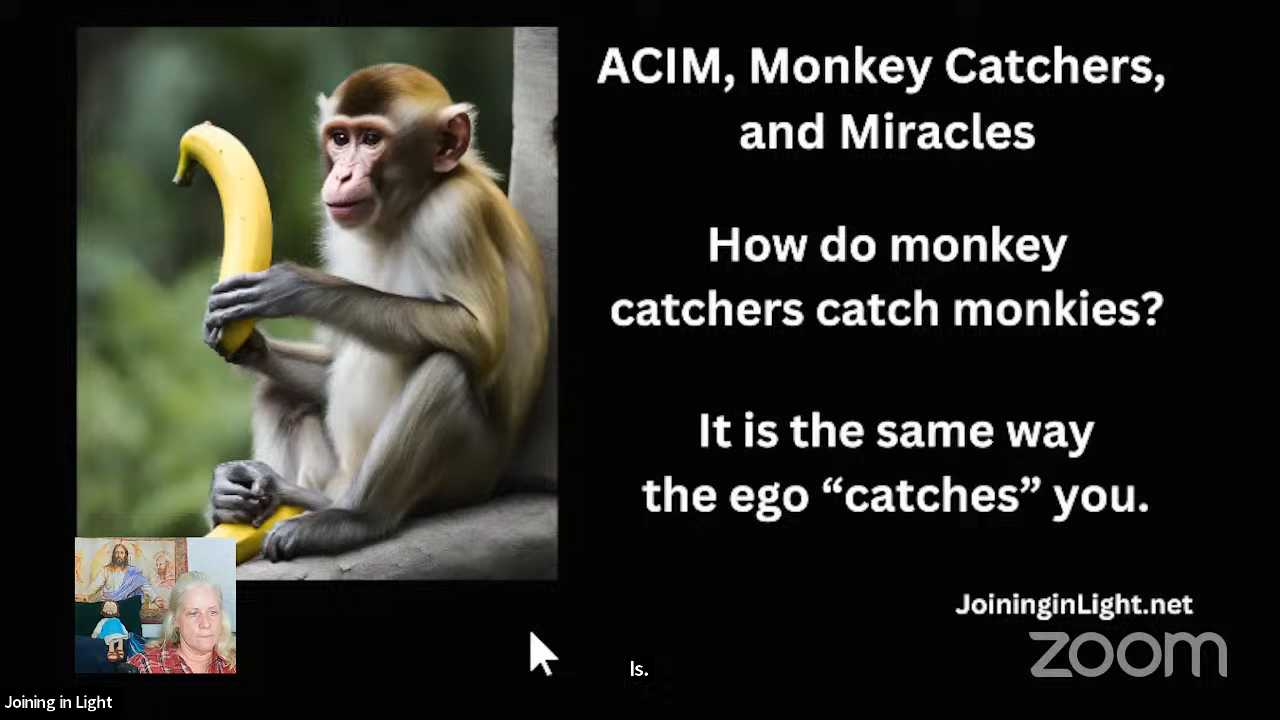 ACIM, Monkey Catchers,
and Miracles
How do monkey
catchers catch monkies?
It is the same way
the ego “catches” you.
JoininginLight.net
zoom
Is.
Joining in Light